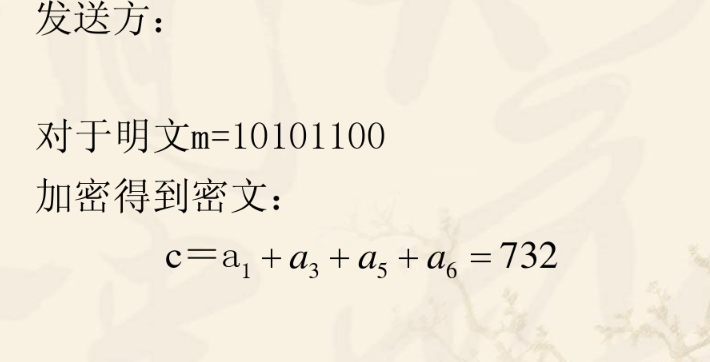 发送方：
对于明文m=10101100
加密得到密文：
c＝a₁ + a₃ + a₅ + a₆ = 732